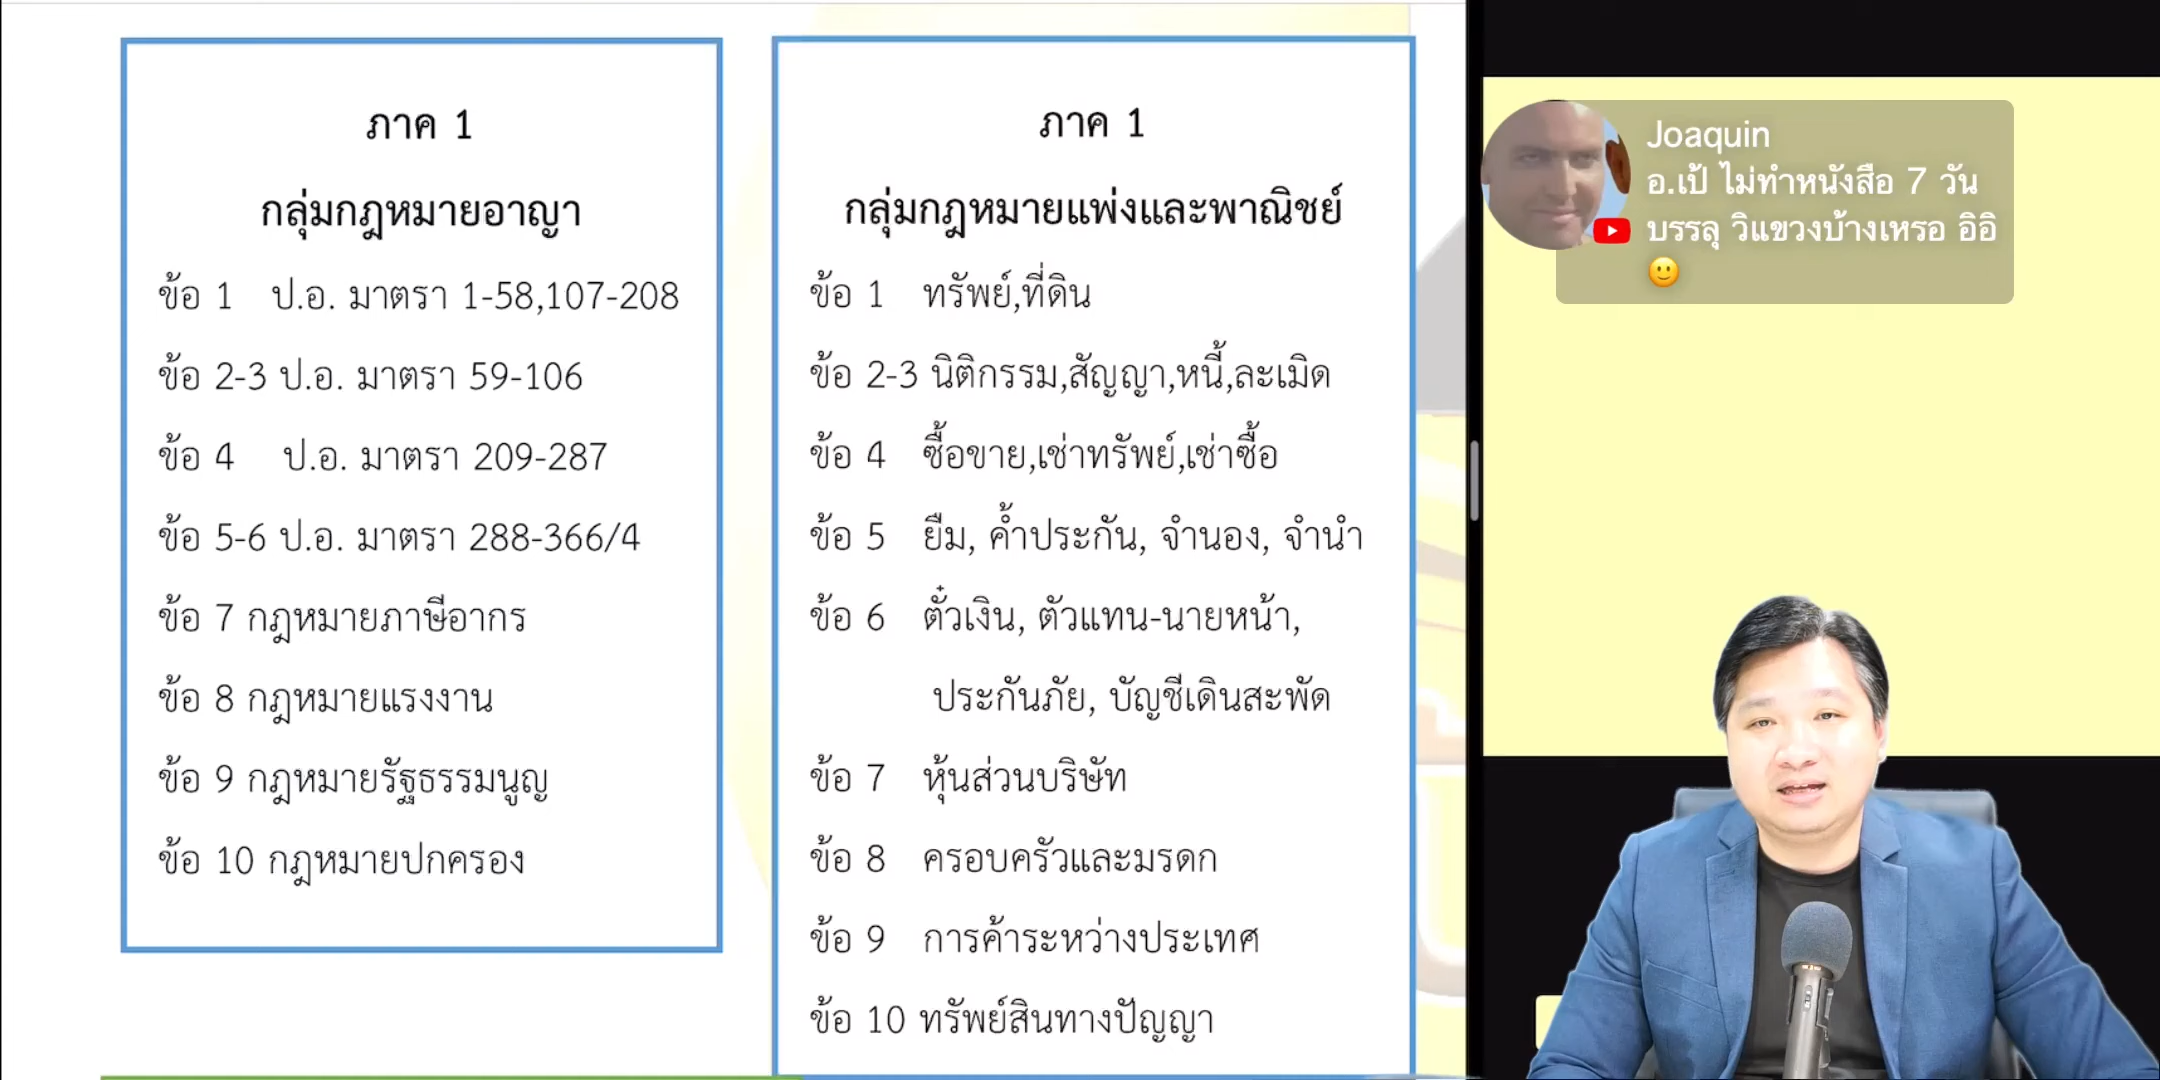 ภาค 1
กลุ่มกฎหมายอาญา
ข้อ 1 ป.อ. มาตรา 1-58,107-208
ข้อ 2-3 ป.อ. มาตรา 59-106
ข้อ 4 ป.อ. มาตรา 209-287
ข้อ 5-6 ป.อ. มาตรา 288-366/4
ข้อ 7 กฎหมายภาษีอากร
ข้อ 8 กฎหมายแรงงาน
ข้อ 9 กฎหมายรัฐธรรมนูญ
ข้อ 10 กฎหมายปกครอง
ภาค 1
กลุ่มกฎหมายแพ่งและพาณิชย์
ข้อ 1 ทรัพย์,ที่ดิน
ข้อ 2-3 นิติกรรม,สัญญา,หนี้,ละเมิด
ข้อ 4 ซื้อขาย,เช่าทรัพย์,เช่าซื้อ
ข้อ 5 ยืม, ค้ำประกัน, จำนอง, จำนำ
ข้อ 6 ตั๋วเงิน, ตัวแทน-นายหน้า,
ประกันภัย, บัญชีเดินสะพัด
ข้อ 7 หุ้นส่วนบริษัท
ข้อ 8 ครอบครัวและมรดก
ข้อ 9 การค้าระหว่างประเทศ
ข้อ 10 ทรัพย์สินทางปัญญา
Joaquin
อ.เป้ ไม่ทำหนังสือ 7 วัน
บรรลุ วิแขวงบ้างเหรอ อิอิ
🙂